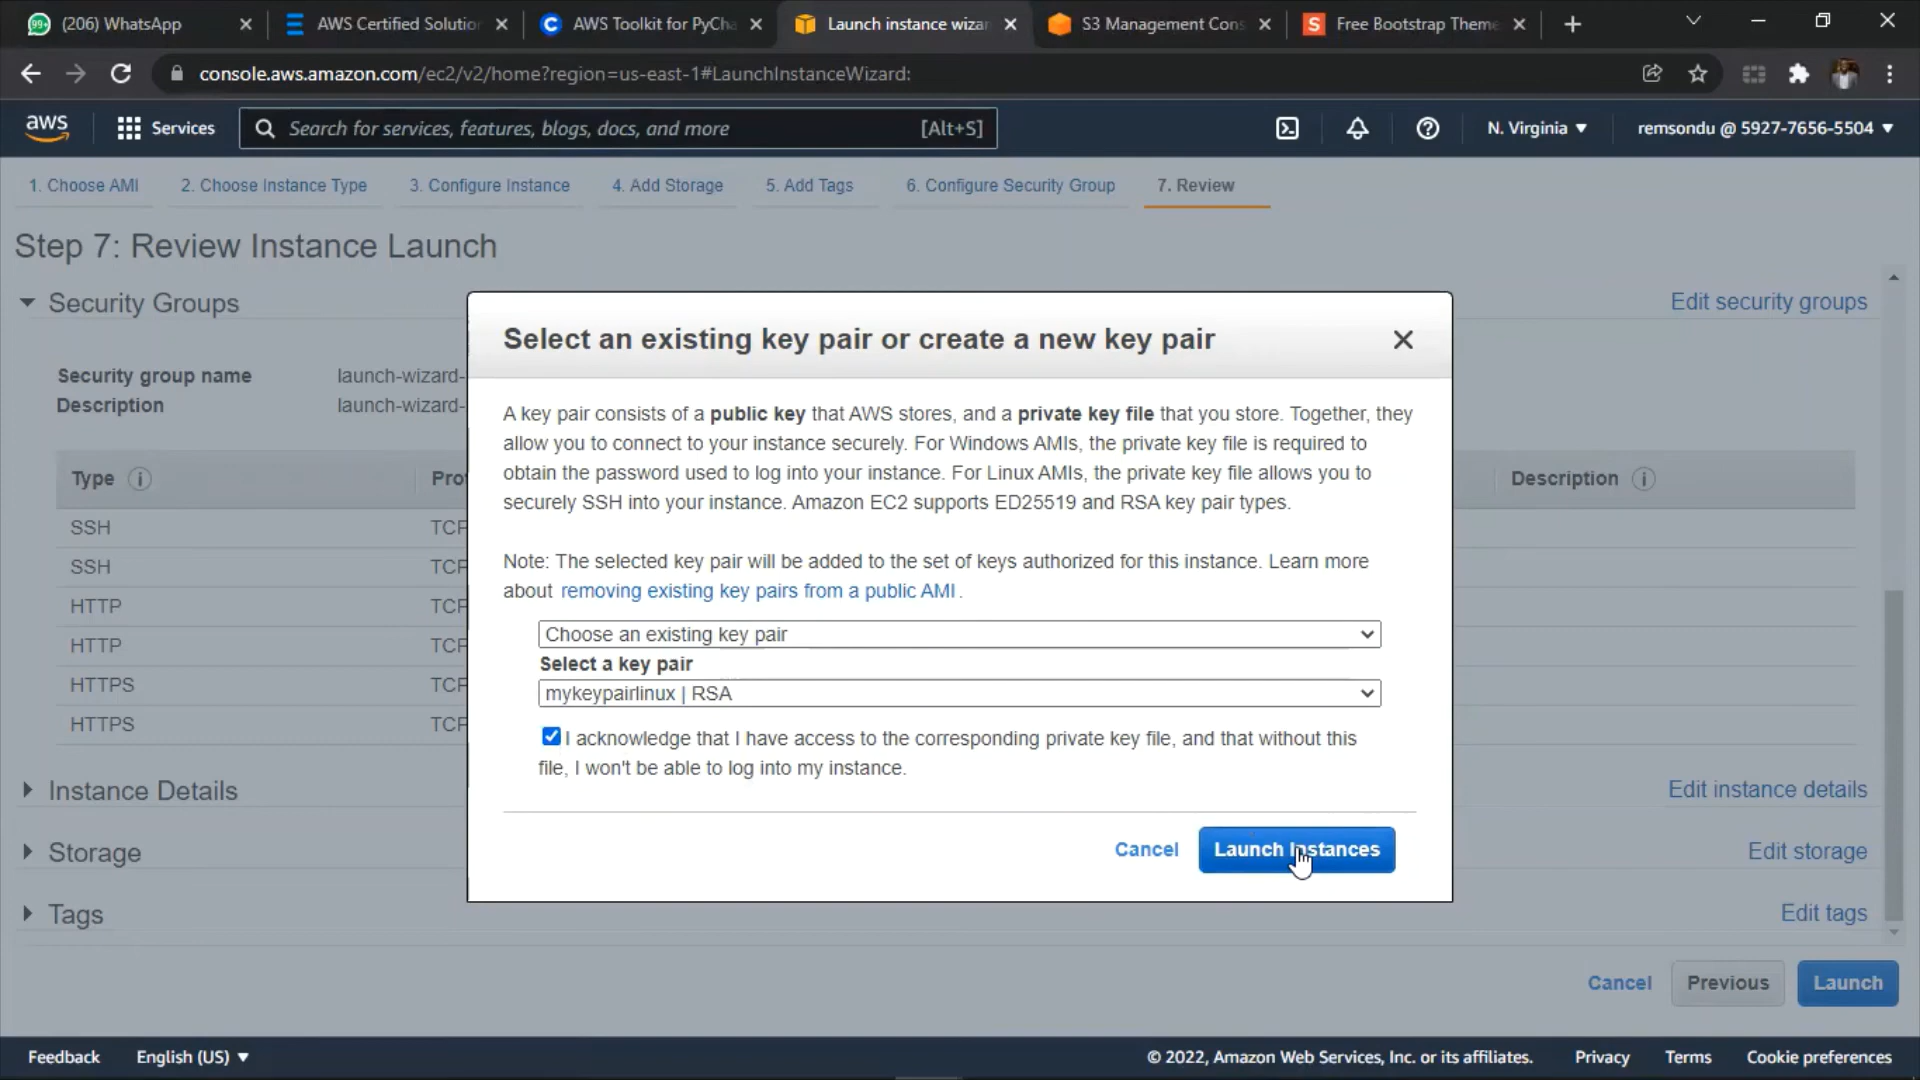 99+ (206) WhatsApp
AWS Certified Solutio
AWS Toolkit for PyCha
Launch instance wizar
S3 Management Cons
Free Bootstrap Theme
console.aws.amazon.com/ec2/v2/home?region=us-east-1#LaunchInstanceWizard:
aws Services Search for services, features, blogs, docs, and more [Alt+S] N. Virginia remsondu @ 5927-7656-5504
1. Choose AMI 2. Choose Instance Type 3. Configure Instance 4. Add Storage 5. Add Tags 6. Configure Security Group 7. Review
Step 7: Review Instance Launch
Security Groups Edit security groups
Security group name launch-wizard-
Description launch-wizard-
Type Pro Description
SSH TCP
SSH TCP
HTTP TCP
HTTP TCP
HTTPS TCP
HTTPS TCP
Instance Details Edit instance details
Storage Edit storage
Tags Edit tags
Select an existing key pair or create a new key pair
A key pair consists of a public key that AWS stores, and a private key file that you store. Together, they
allow you to connect to your instance securely. For Windows AMIs, the private key file is required to
obtain the password used to log into your instance. For Linux AMIs, the private key file allows you to
securely SSH into your instance. Amazon EC2 supports ED25519 and RSA key pair types.
Note: The selected key pair will be added to the set of keys authorized for this instance. Learn more
about removing existing key pairs from a public AMI.
Choose an existing key pair
Select a key pair
mykeypairlinux | RSA
I acknowledge that I have access to the corresponding private key file, and that without this
file, I won't be able to log into my instance.
Cancel Launch Instances
Cancel Previous Launch
Feedback English (US) © 2022, Amazon Web Services, Inc. or its affiliates. Privacy Terms Cookie preferences